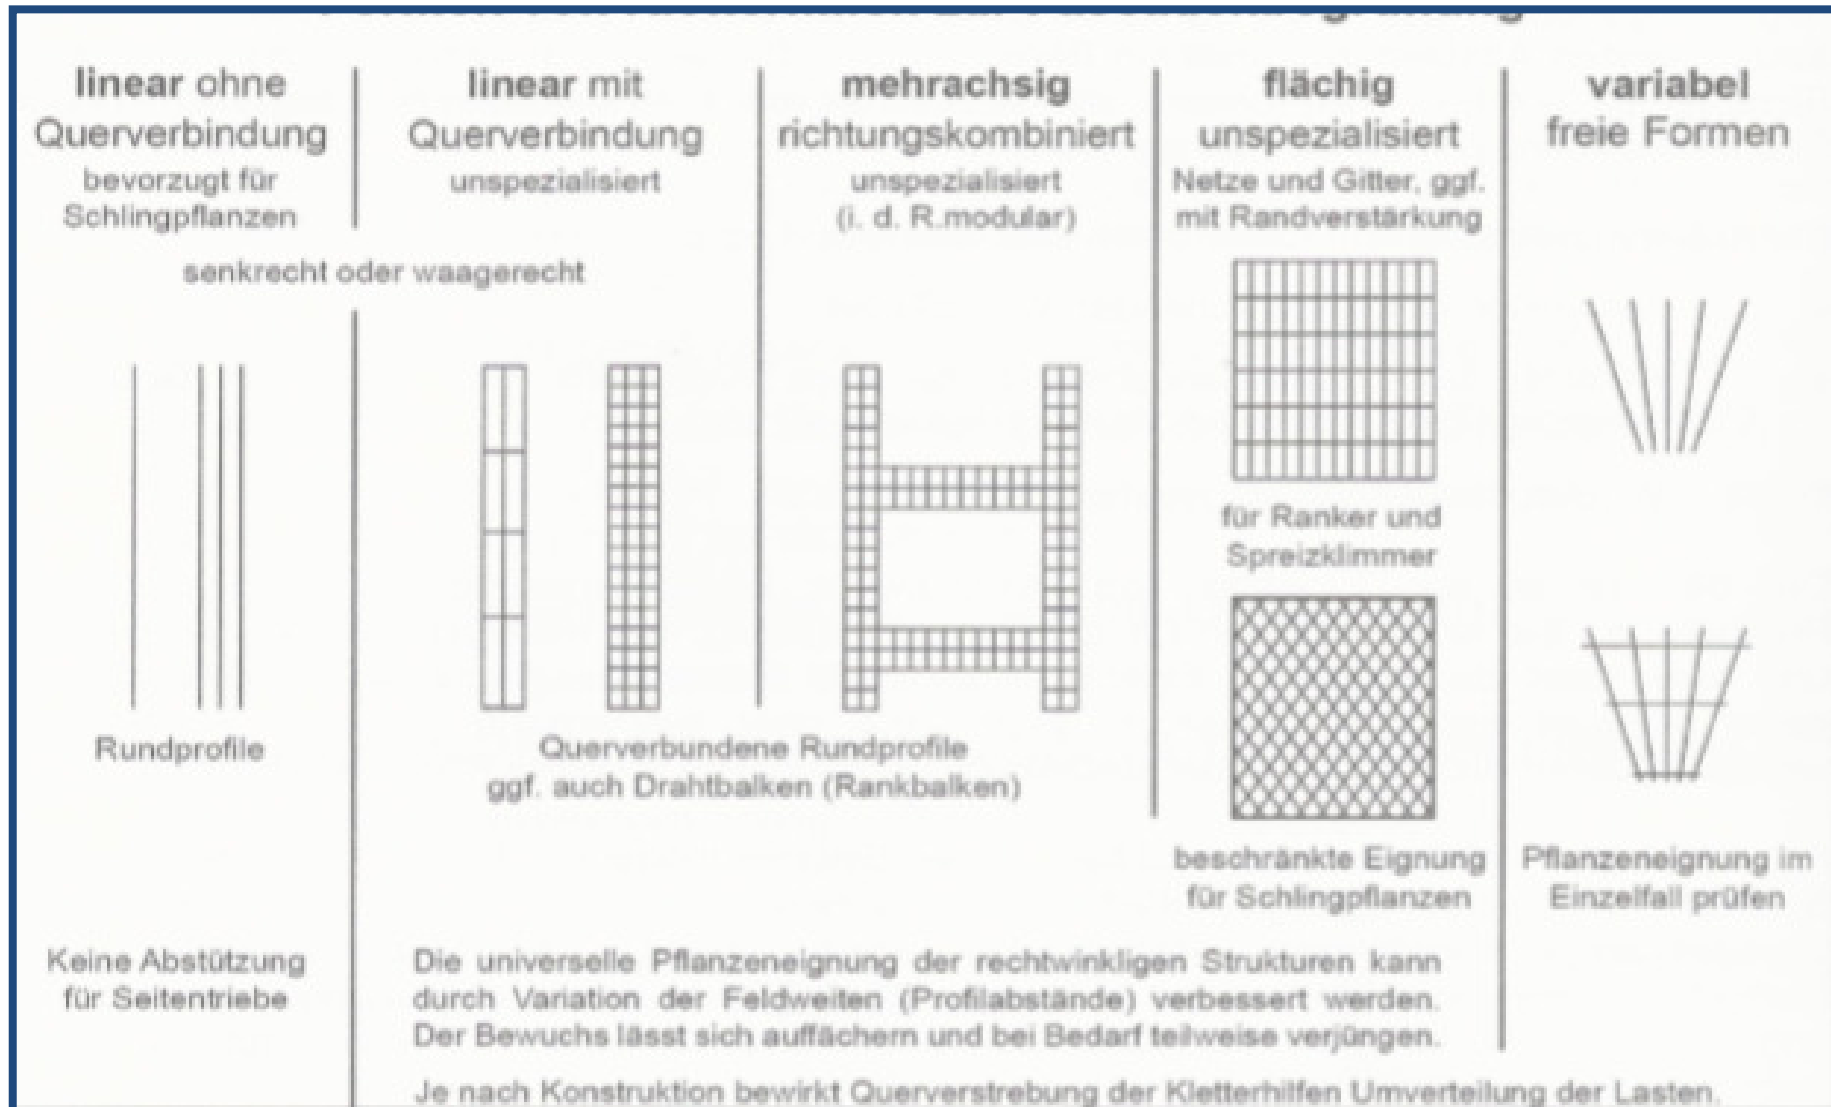 linear ohne
Querverbindung
bevorzugt für
Schlingpflanzen
linear mit
Querverbindung
unspezialisiert
senkrecht oder waagerecht
mehrachsig
richtungskombiniert
unspezialisiert
(i. d. R.modular)
flächig
unspezialisiert
Netze und Gitter, ggf.
mit Randverstärkung
variabel
freie Formen
Rundprofile
Querverbundene Rundprofile
ggf. auch Drahtbalken (Rankbalken)
für Ranker und
Spreizklimmer
beschränkte Eignung
für Schlingpflanzen
Pflanzeneignung im
Einzelfall prüfen
Keine Abstützung
für Seitentriebe
Die universelle Pflanzeneignung der rechtwinkligen Strukturen kann
durch Variation der Feldweiten (Profilabstände) verbessert werden.
Der Bewuchs lässt sich auffächern und bei Bedarf teilweise verjüngen.
Je nach Konstruktion bewirkt Querverstrebung der Kletterhilfen Umverteilung der Lasten.